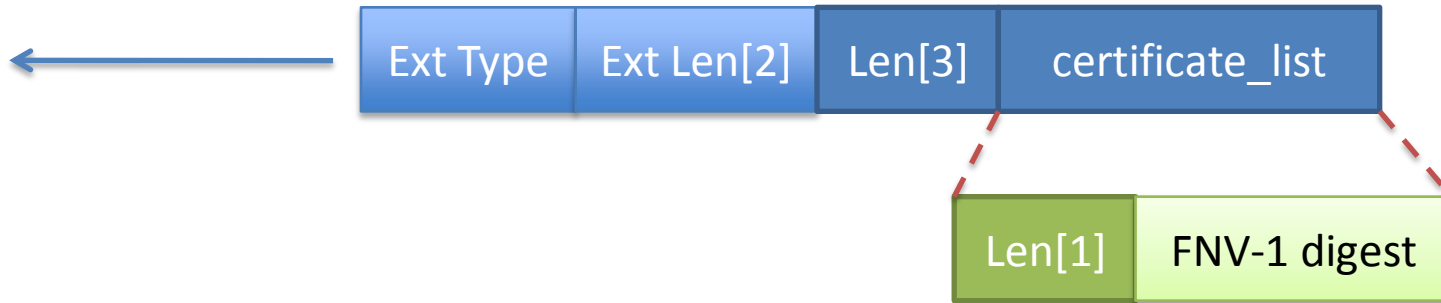 Ext Type Ext Len[2] Len[3] certificate_list
Len[1] FNV-1 digest